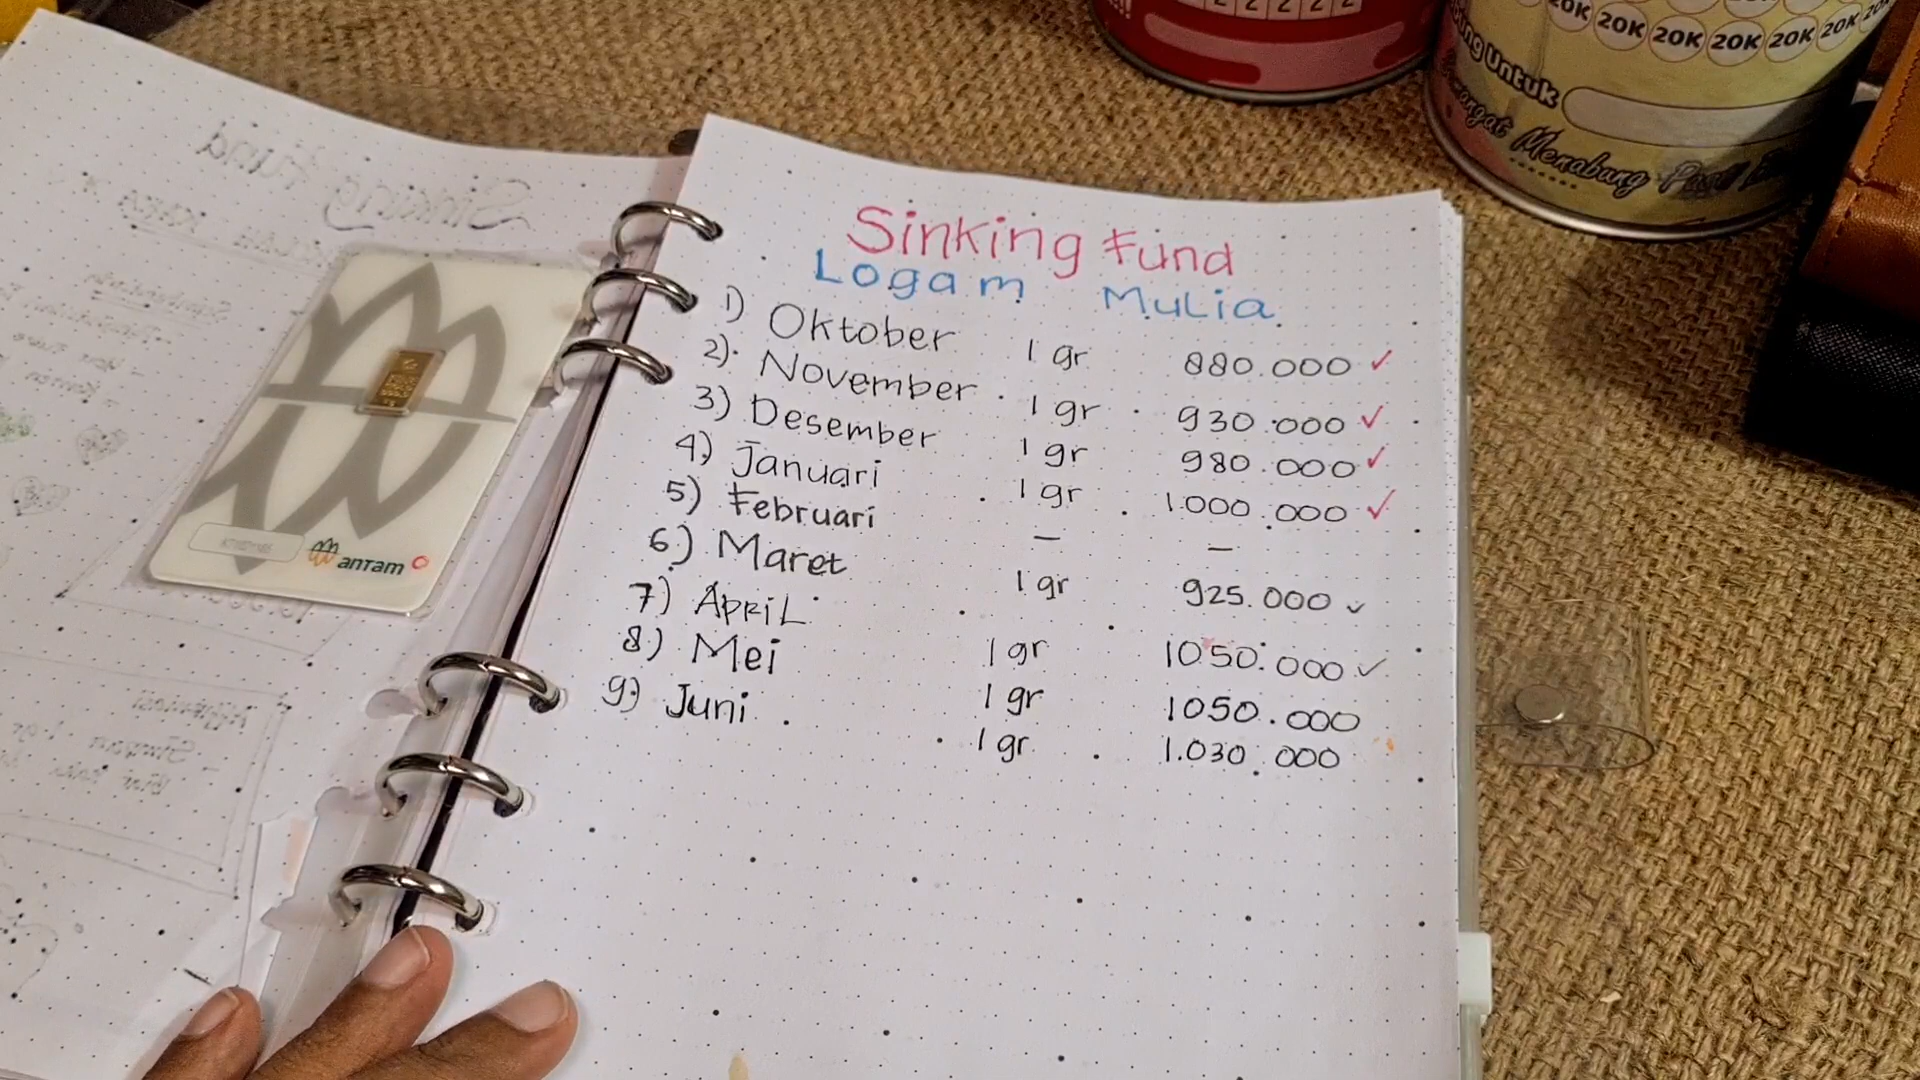 Sinking Fund
Logam Mulia
1) Oktober 1 gr 880.000 ✓
2). November 1 gr 930.000 ✓
3) Desember 1 gr 980.000 ✓
4) Januari 1 gr 1.000.000 ✓
5) Februari — —
6) Maret 1 gr 925.000 ✓
7) April 1 gr 1050.000 ✓
8) Mei 1 gr 1050.000
9) Juni 1 gr 1.030.000
antam
20K 20K 20K 20K 20K
Untuk
Menabung